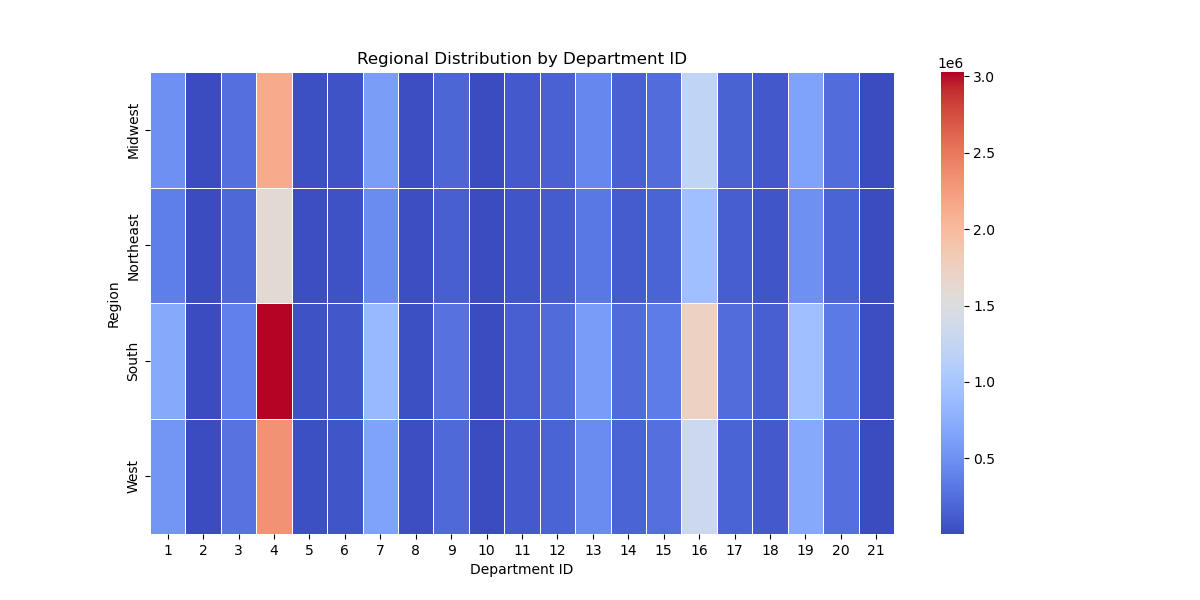 Regional Distribution by Department ID
1e6
Region
Midwest
Northeast
South
West
1 2 3 4 5 6 7 8 9 10 11 12 13 14 15 16 17 18 19 20 21
Department ID
3.0
2.5
2.0
1.5
1.0
0.5